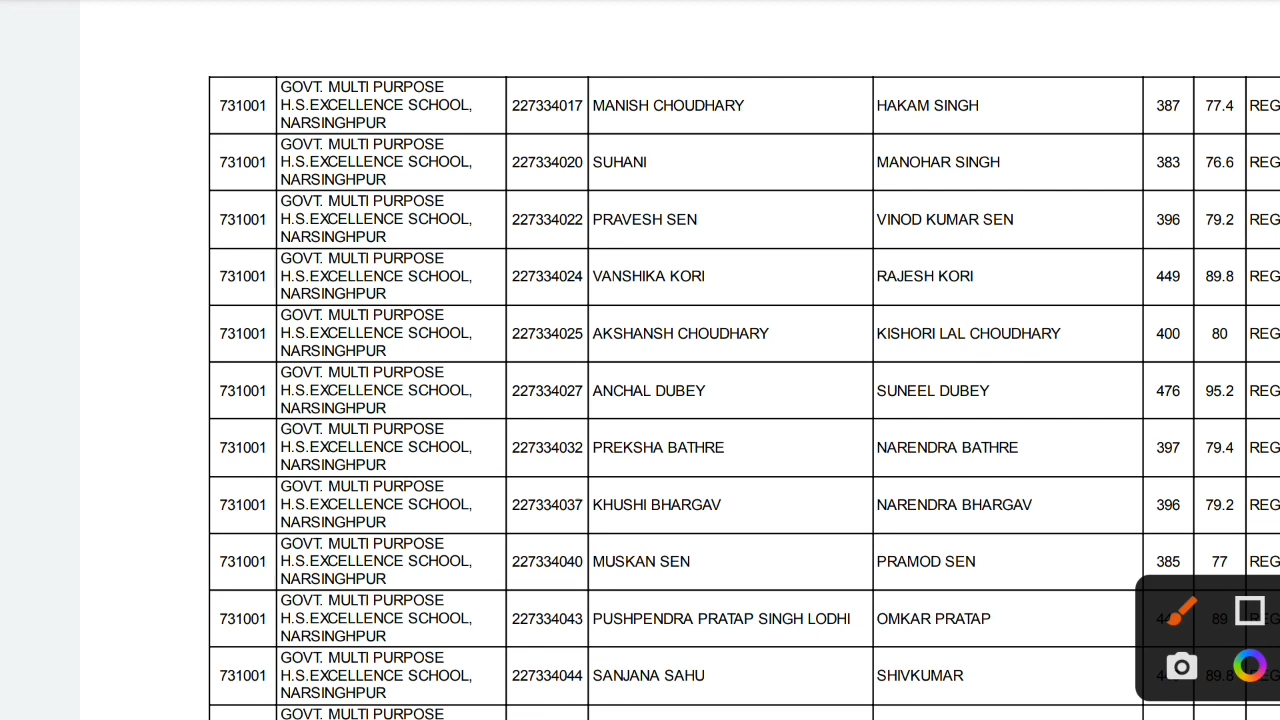 731001 GOVT. MULTI PURPOSE H.S.EXCELLENCE SCHOOL, NARSINGHPUR 227334017 MANISH CHOUDHARY HAKAM SINGH 387 77.4 REG
731001 GOVT. MULTI PURPOSE H.S.EXCELLENCE SCHOOL, NARSINGHPUR 227334020 SUHANI MANOHAR SINGH 383 76.6 REG
731001 GOVT. MULTI PURPOSE H.S.EXCELLENCE SCHOOL, NARSINGHPUR 227334022 PRAVESH SEN VINOD KUMAR SEN 396 79.2 REG
731001 GOVT. MULTI PURPOSE H.S.EXCELLENCE SCHOOL, NARSINGHPUR 227334024 VANSHIKA KORI RAJESH KORI 449 89.8 REG
731001 GOVT. MULTI PURPOSE H.S.EXCELLENCE SCHOOL, NARSINGHPUR 227334025 AKSHANSH CHOUDHARY KISHORI LAL CHOUDHARY 400 80 REG
731001 GOVT. MULTI PURPOSE H.S.EXCELLENCE SCHOOL, NARSINGHPUR 227334027 ANCHAL DUBEY SUNEEL DUBEY 476 95.2 REG
731001 GOVT. MULTI PURPOSE H.S.EXCELLENCE SCHOOL, NARSINGHPUR 227334032 PREKSHA BATHRE NARENDRA BATHRE 397 79.4 REG
731001 GOVT. MULTI PURPOSE H.S.EXCELLENCE SCHOOL, NARSINGHPUR 227334037 KHUSHI BHARGAV NARENDRA BHARGAV 396 79.2 REG
731001 GOVT. MULTI PURPOSE H.S.EXCELLENCE SCHOOL, NARSINGHPUR 227334040 MUSKAN SEN PRAMOD SEN 385 77 REG
731001 GOVT. MULTI PURPOSE H.S.EXCELLENCE SCHOOL, NARSINGHPUR 227334043 PUSHPENDRA PRATAP SINGH LODHI OMKAR PRATAP 89
731001 GOVT. MULTI PURPOSE H.S.EXCELLENCE SCHOOL, NARSINGHPUR 227334044 SANJANA SAHU SHIVKUMAR 89.8
GOVT. MULTI PURPOSE